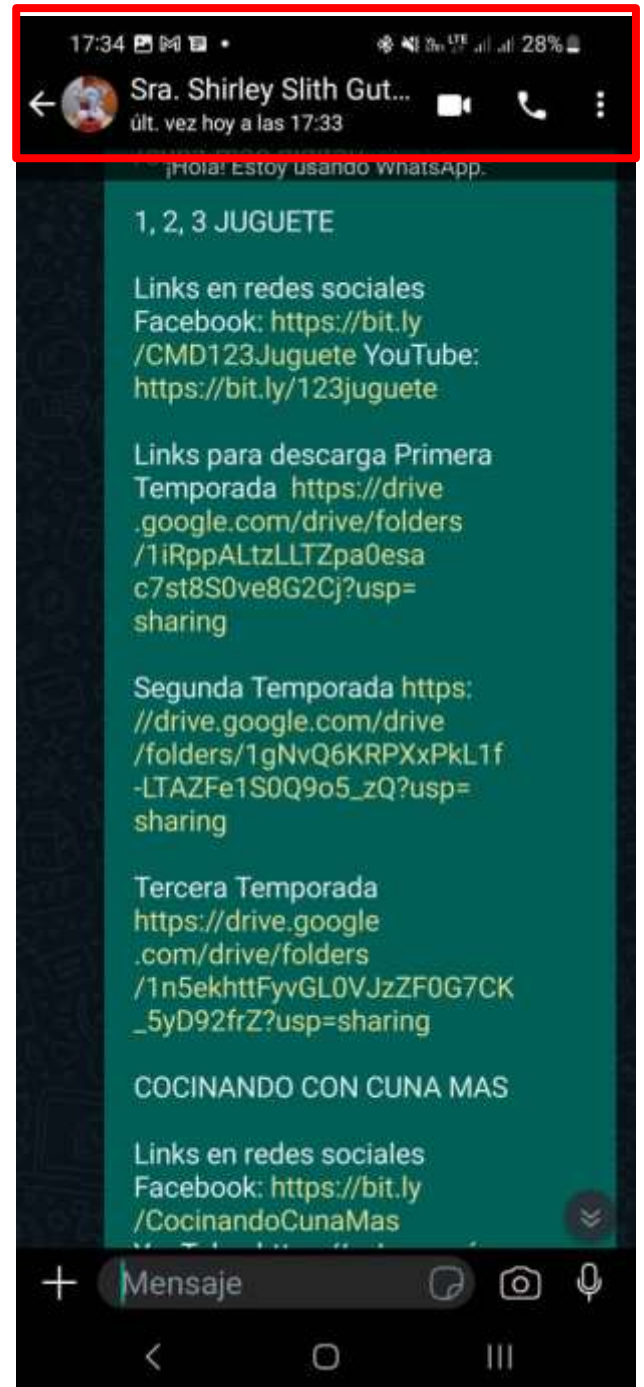 17:34 28%
Sra. Shirley Slith Gut...
últ. vez hoy a las 17:33
¡Hola! Estoy usando WhatsApp.
1, 2, 3 JUGUETE
Links en redes sociales
Facebook: https://bit.ly
/CMD123Juguete YouTube:
https://bit.ly/123juguete
Links para descarga Primera
Temporada https://drive
.google.com/drive/folders
/1iRppALtzLLTZpa0esa
c7st8S0ve8G2Cj?usp=
sharing
Segunda Temporada https:
//drive.google.com/drive
/folders/1gNvQ6KRPXxPkL1f
-LTAZFe1S0Q9o5_zQ?usp=
sharing
Tercera Temporada
https://drive.google
.com/drive/folders
/1n5ekhttFyvGL0VJzZF0G7CK
_5yD92frZ?usp=sharing
COCINANDO CON CUNA MAS
Links en redes sociales
Facebook: https://bit.ly
/CocinandoCunaMas
Mensaje